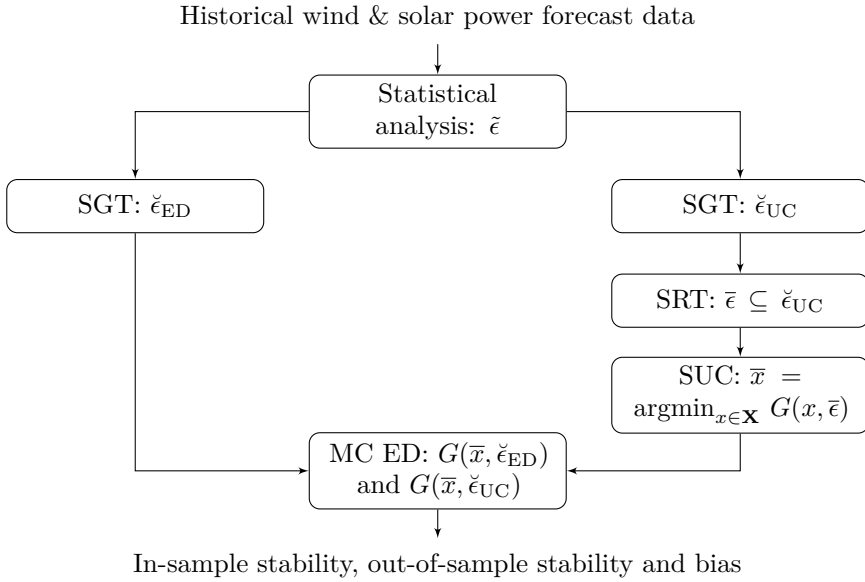 Historical wind & solar power forecast data
Statistical
analysis: ϵ̃
SGT: ϵ̆_ED
SGT: ϵ̆_UC
SRT: ϵ̄ ⊆ ϵ̆_UC
SUC: x̄ =
argmin_{x∈𝐗} G(x, ϵ̄)
MC ED: G(x̄, ϵ̆_ED)
and G(x̄, ϵ̆_UC)
In-sample stability, out-of-sample stability and bias